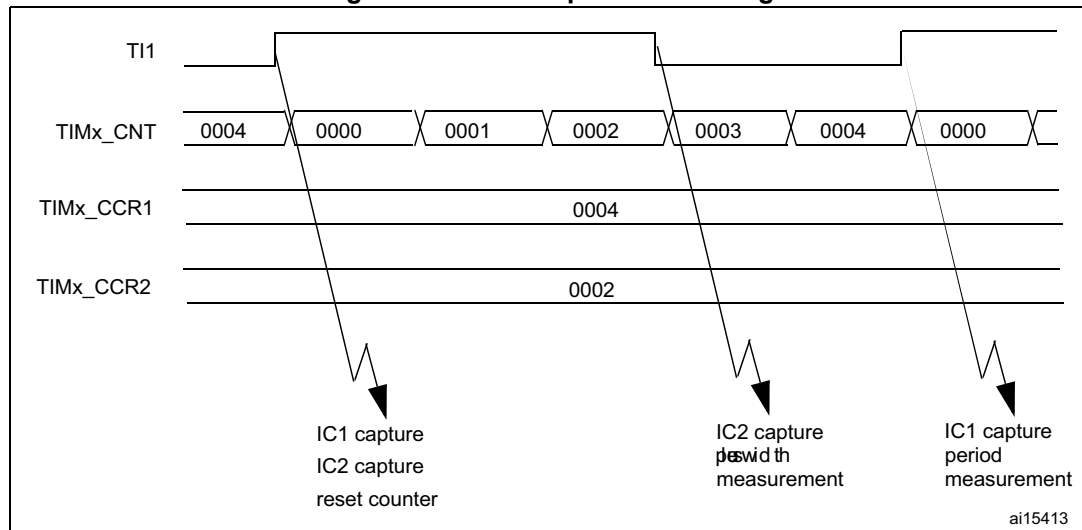 TI1
TIMx_CNT 0004 0000 0001 0002 0003 0004 0000
TIMx_CCR1 0004
TIMx_CCR2 0002
IC1 capture
IC2 capture
reset counter
IC2 capture
measurement
IC1 capture
period
measurement
ai15413